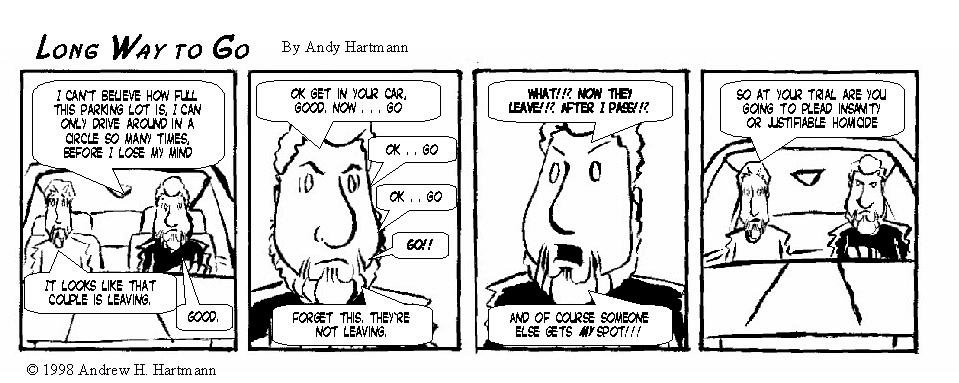 LONG WAY TO GO
By Andy Hartmann
I CAN'T BELIEVE HOW FULL
THIS PARKING LOT IS, I CAN
ONLY DRIVE AROUND IN A
CIRCLE SO MANY TIMES,
BEFORE I LOSE MY MIND
IT LOOKS LIKE THAT
COUPLE IS LEAVING.
GOOD.
OK GET IN YOUR CAR,
GOOD. NOW . . . GO
OK . . GO
OK . . GO
GO!!
FORGET THIS. THEY'RE
NOT LEAVING.
WHAT!!? NOW THEY
LEAVE!!? AFTER I PASS!!?
AND OF COURSE SOMEONE
ELSE GETS MY SPOT!!!
SO AT YOUR TRIAL ARE YOU
GOING TO PLEAD INSANITY
OR JUSTIFIABLE HOMICIDE
© 1998 Andrew H. Hartmann